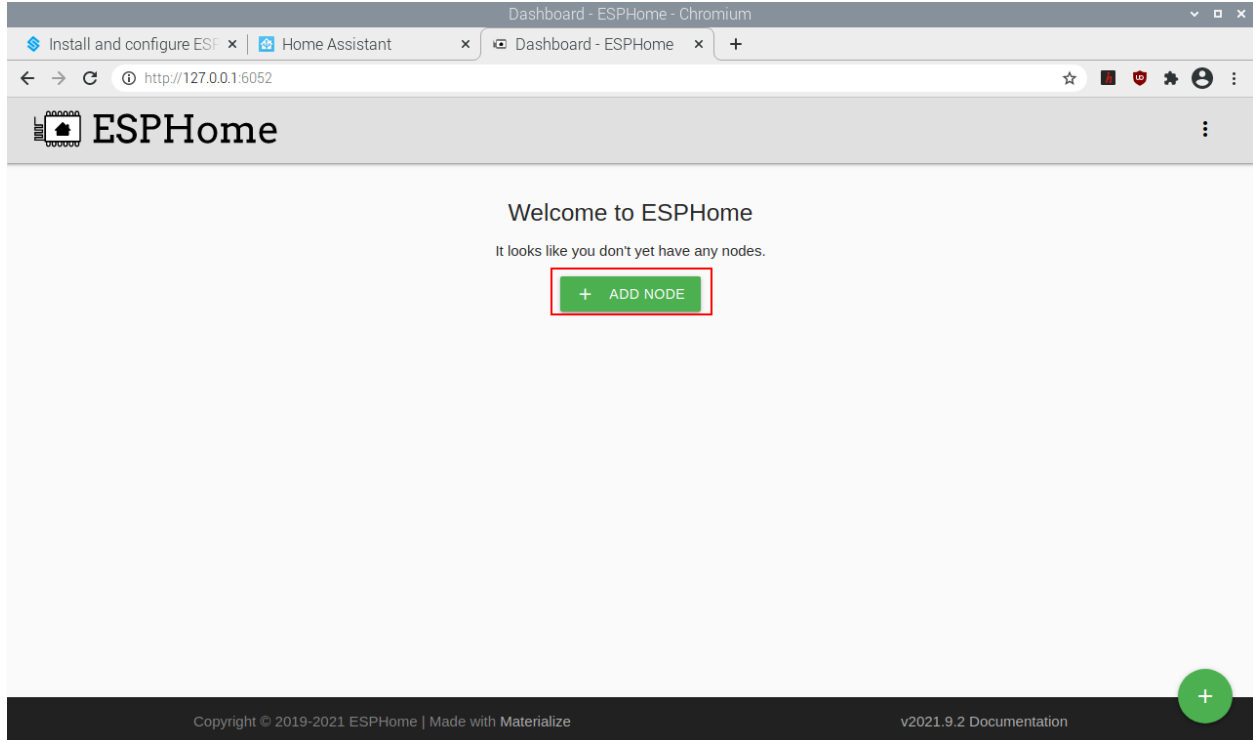 Dashboard - ESPHome - Chromium
Install and configure ESP
Home Assistant
Dashboard - ESPHome
http://127.0.0.1:6052
ESPHome
Welcome to ESPHome
It looks like you don't yet have any nodes.
+ ADD NODE
+
Copyright © 2019-2021 ESPHome | Made with Materialize
v2021.9.2 Documentation